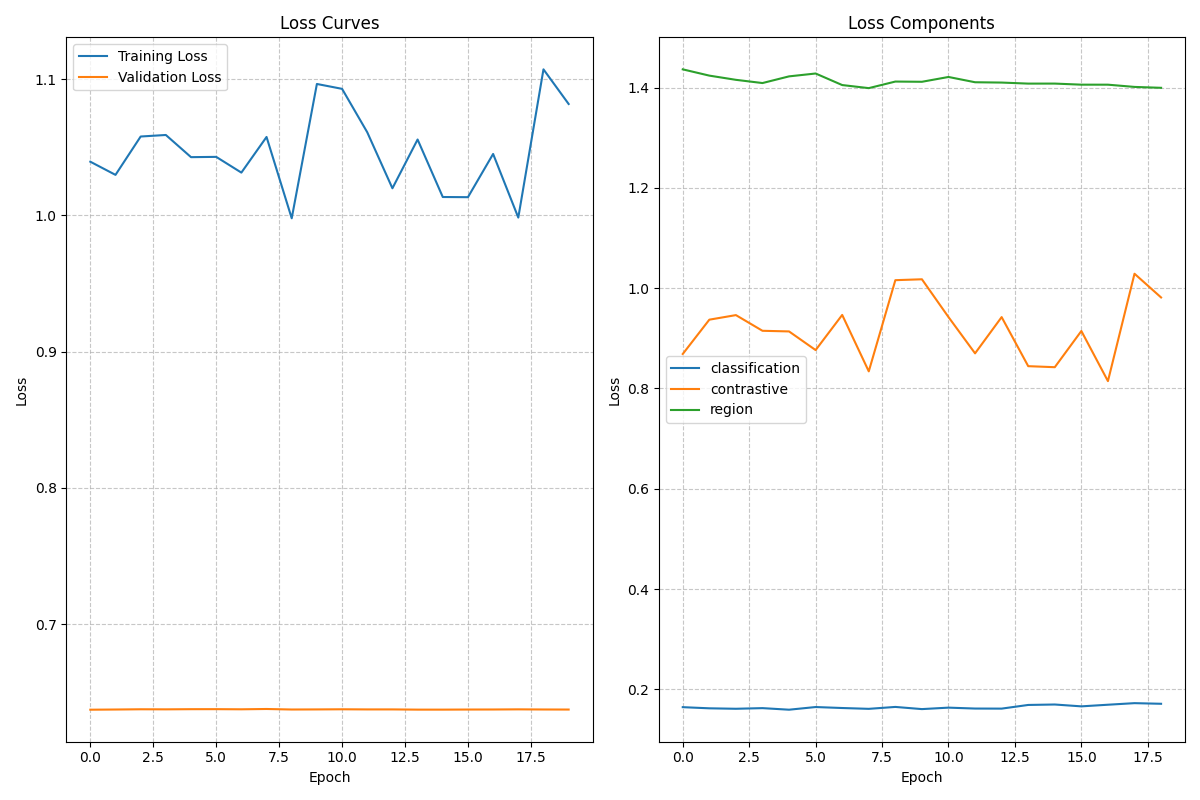 Loss Curves
Training Loss
Validation Loss
1.1
1.0
0.9
0.8
0.7
Loss
0.0 2.5 5.0 7.5 10.0 12.5 15.0 17.5
Epoch
Loss Components
1.4
1.2
1.0
0.8
0.6
0.4
0.2
Loss
classification
contrastive
region
0.0 2.5 5.0 7.5 10.0 12.5 15.0 17.5
Epoch